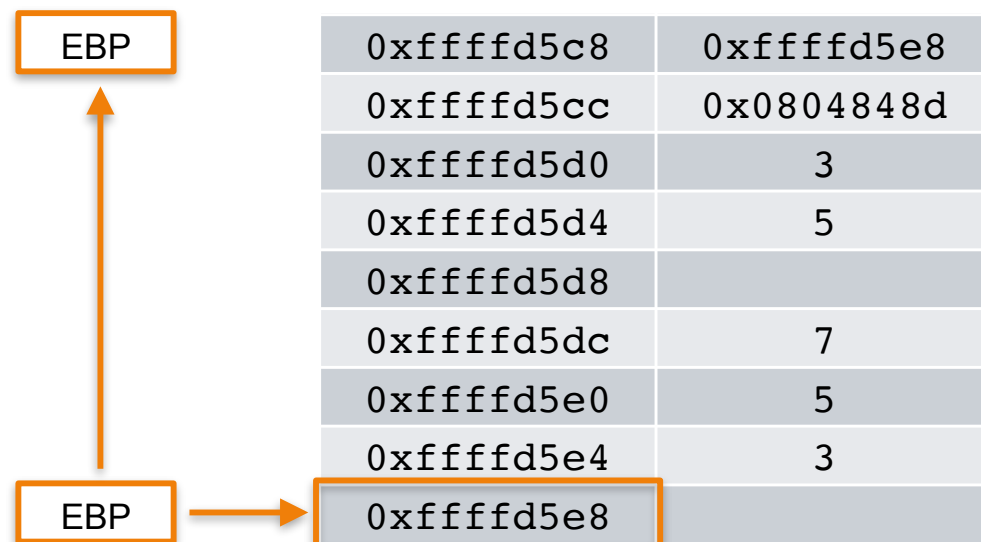 EBP 0xffffd5c8 0xffffd5e8
0xffffd5cc 0x0804848d
0xffffd5d0 3
0xffffd5d4 5
0xffffd5d8
0xffffd5dc 7
0xffffd5e0 5
0xffffd5e4 3
EBP 0xffffd5e8